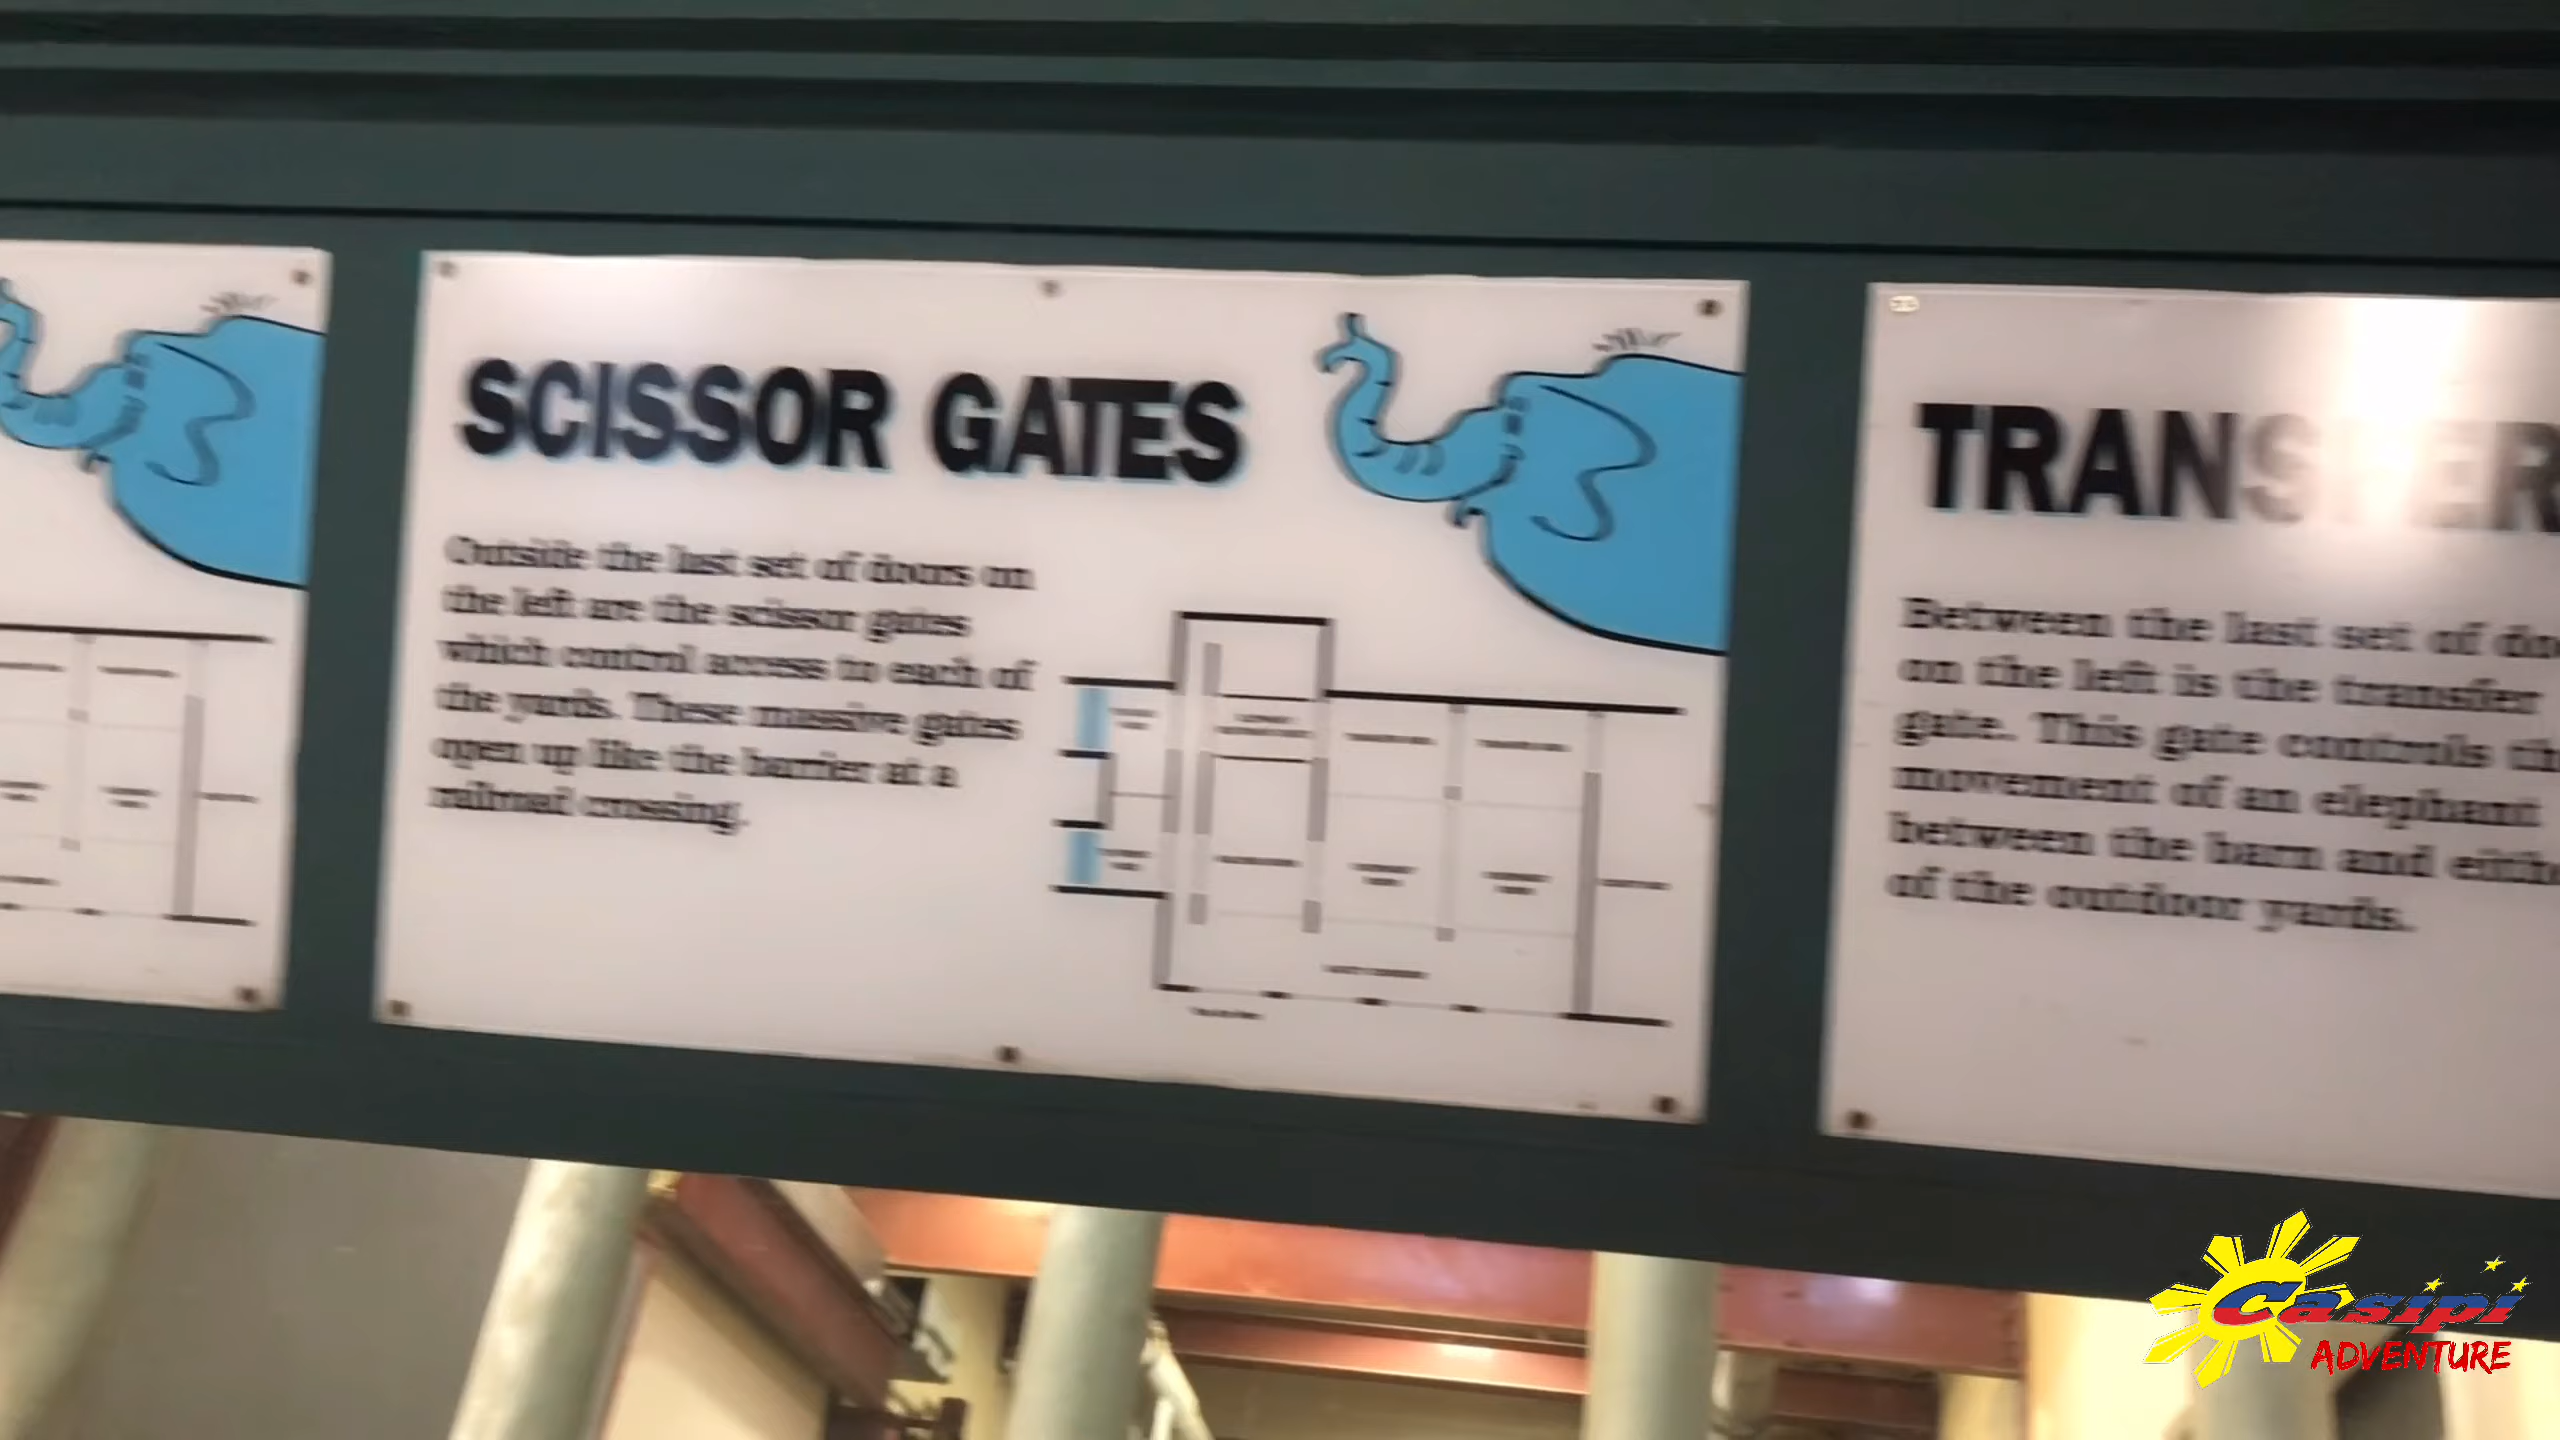 SCISSOR GATES
Outside the last set of doors on
the left are the scissor gates
which control access to each of
the yards. These massive gates
open up like the barrier at a
railroad crossing.
TRANSFER
Between the last set of
on the left is the transfer
gate. This gate controls
movement of an elephant
between the barn and
of the outdoor yards.
Casipi
ADVENTURE